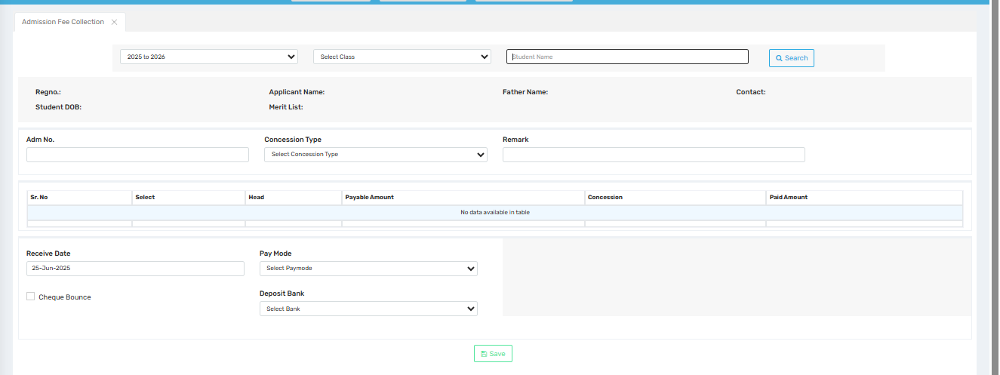 Admission Fee Collection
2025 to 2026 Select Class Student Name Search
Regno.: Applicant Name: Father Name: Contact:
Student DOB: Merit List:
Adm No. Concession Type Remark
Select Concession Type
Sr. No Select Head Payable Amount Concession Paid Amount
No data available in table
Receive Date Pay Mode
25-Jun-2025 Select Paymode
Cheque Bounce Deposit Bank
Select Bank
Save